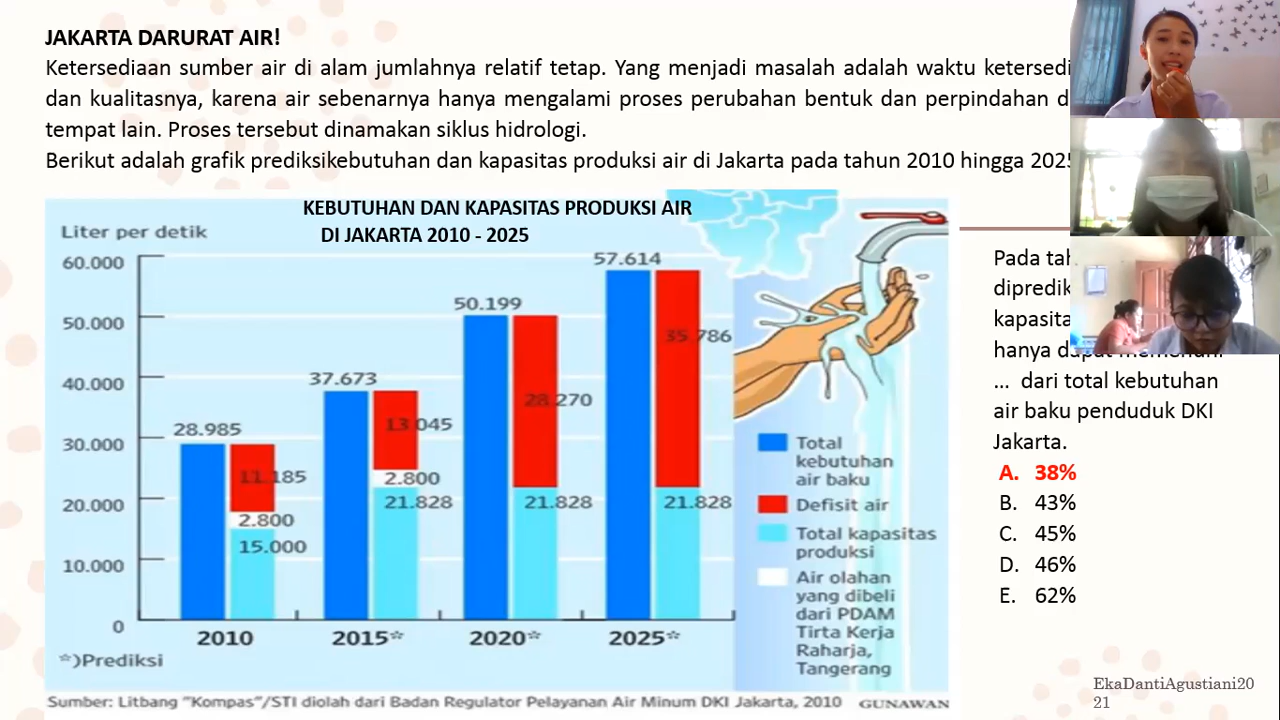 JAKARTA DARURAT AIR!
Ketersediaan sumber air di alam jumlahnya relatif tetap. Yang menjadi masalah adalah waktu
dan kualitasnya, karena air sebenarnya hanya mengalami proses perubahan bentuk dan perpindahan
tempat lain. Proses tersebut dinamakan siklus hidrologi.
Berikut adalah grafik prediksikebutuhan dan kapasitas produksi air di Jakarta pada tahun 2010 hingga 2025
KEBUTUHAN DAN KAPASITAS PRODUKSI AIR
DI JAKARTA 2010 - 2025
Liter per detik
60.000
50.000
40.000
30.000
20.000
10.000
0
28.985
11.185
2.800
15.000
37.673
13.045
2.800
21.828
50.199
28.270
21.828
57.614
35.786
21.828
2010
2015*
2020*
2025*
*)Prediksi
Total
kebutuhan
air baku
Defisit air
Total kapasitas
produksi
Air olahan
yang dibeli
dari PDAM
Tirta Kerja
Raharja,
Tangerang
Sumber: Litbang "Kompas"/STI diolah dari Badan Regulator Pelayanan Air Minum DKI Jakarta, 2010
GUNAWAN
Pada
hanya
... dari total kebutuhan
air baku penduduk DKI
Jakarta.
A. 38%
B. 43%
C. 45%
D. 46%
E. 62%
EkaDantiAgustiani20
21